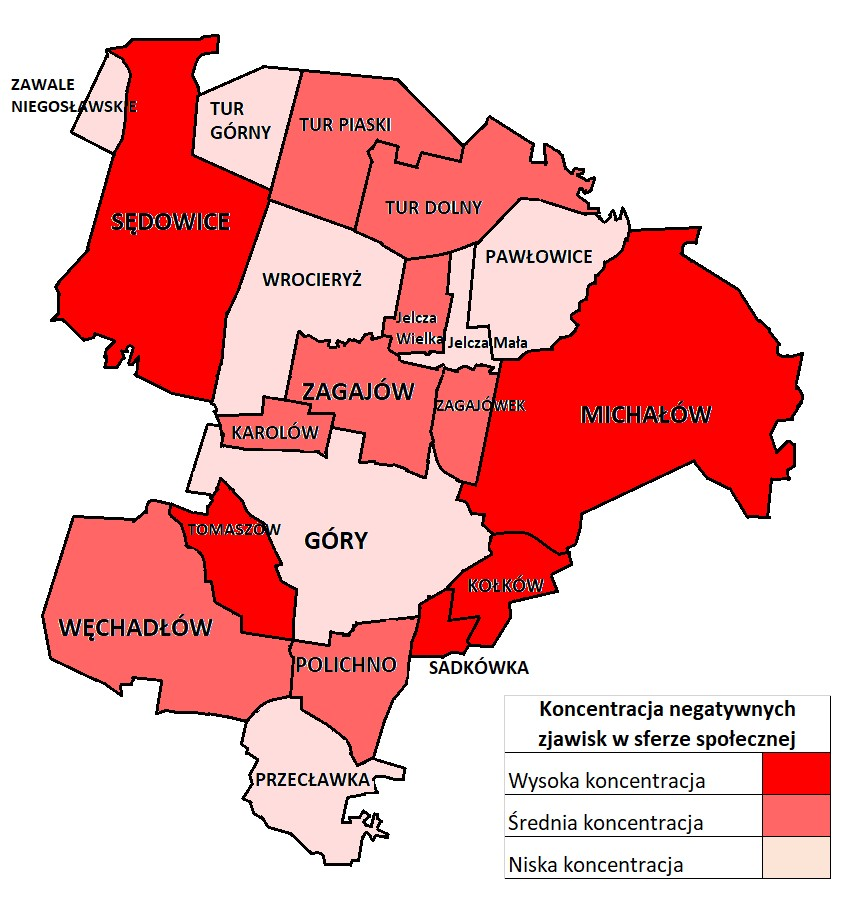 ZAWALE
NIEGOSŁAWSKIE
TUR
GÓRNY
TUR PIASKI
TUR DOLNY
SĘDOWICE
PAWŁOWICE
WROCIERYŻ
Jelcza
Wielka
Jelcza Mała
ZAGAJÓW
ZAGAJÓWEK
MICHAŁÓW
KAROLÓW
TOMASZÓW
GÓRY
KOŁKÓW
WĘCHADŁÓW
POLICHNO
SADKÓWKA
PRZECŁAWKA
Koncentracja negatywnych
zjawisk w sferze społecznej
Wysoka koncentracja
Średnia koncentracja
Niska koncentracja